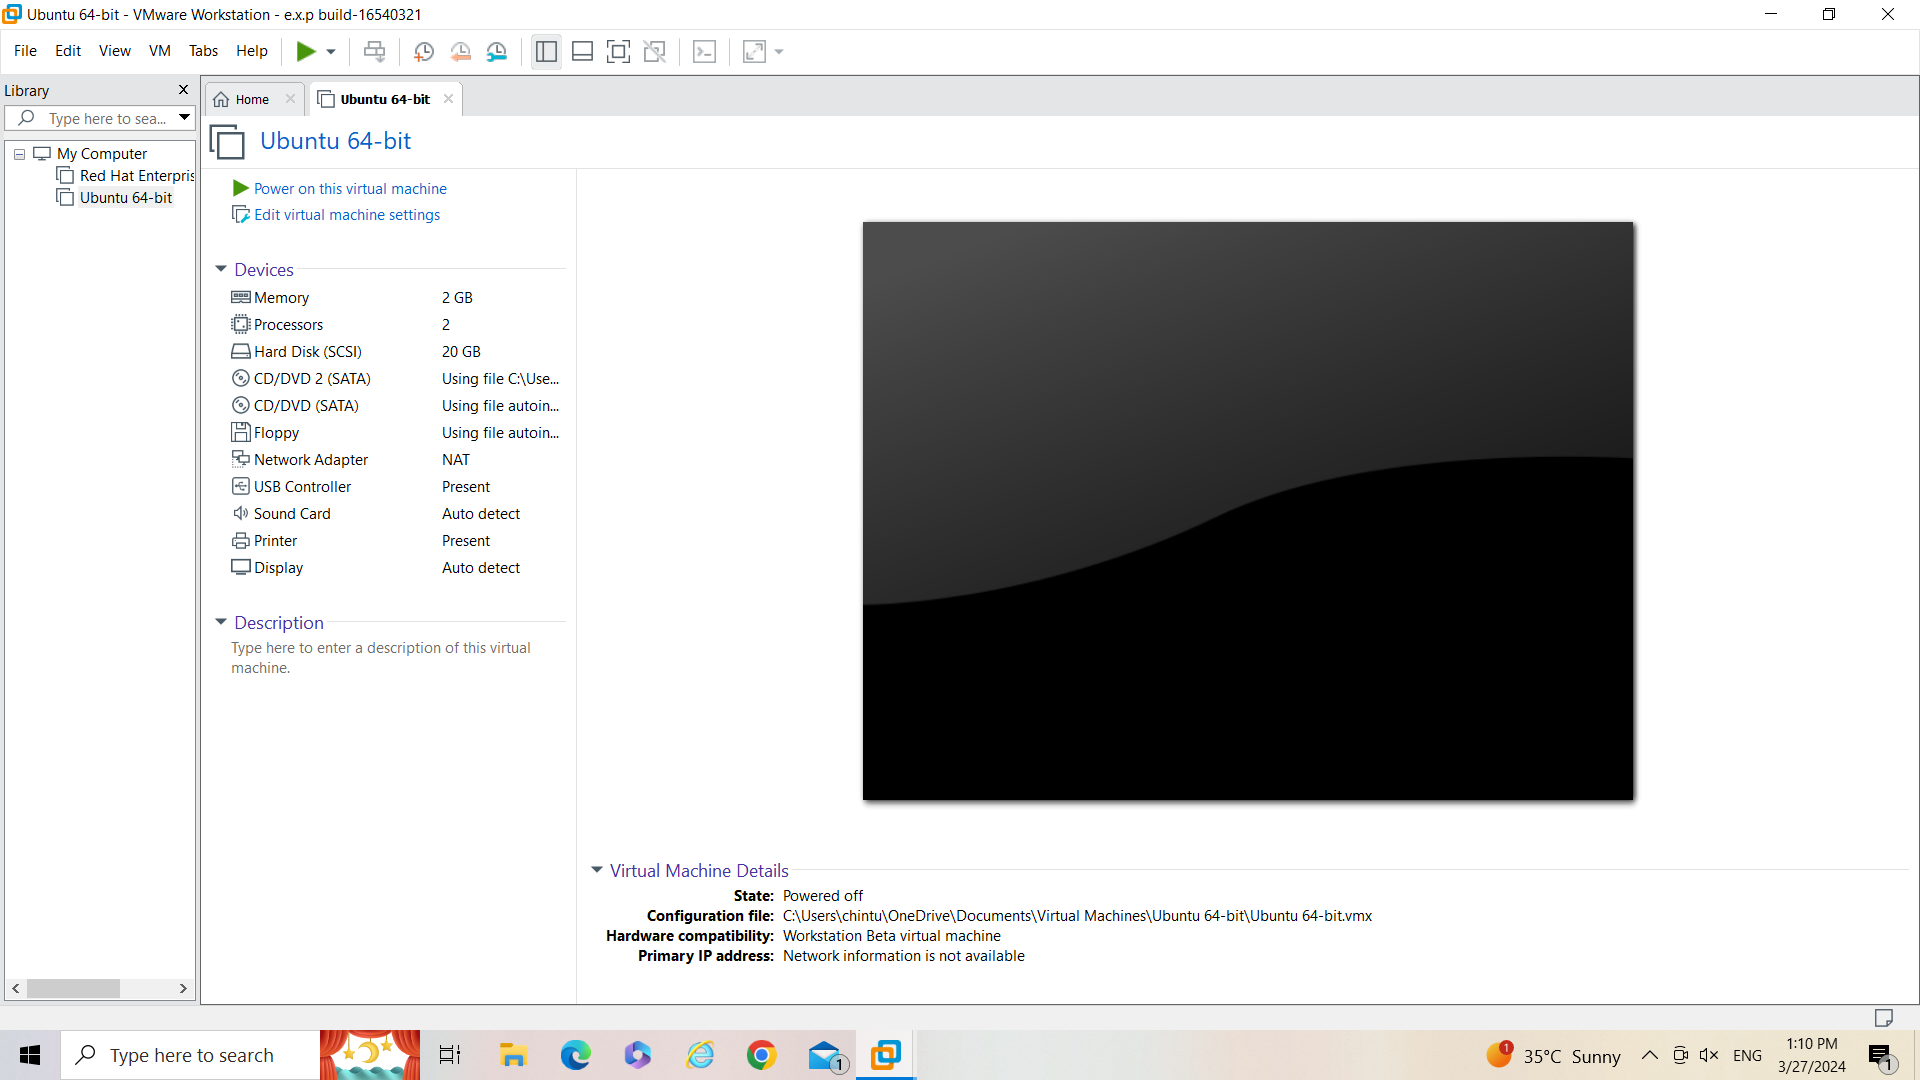 Ubuntu 64-bit - VMware Workstation - e.x.p build-16540321
File Edit View VM Tabs Help
Library
Type here to sea...
My Computer
Red Hat Enterpris
Ubuntu 64-bit
Home
Ubuntu 64-bit
Ubuntu 64-bit
Power on this virtual machine
Edit virtual machine settings
Devices
Memory 2 GB
Processors 2
Hard Disk (SCSI) 20 GB
CD/DVD 2 (SATA) Using file C:\Use...
CD/DVD (SATA) Using file autoin...
Floppy Using file autoin...
Network Adapter NAT
USB Controller Present
Sound Card Auto detect
Printer Present
Display Auto detect
Description
Type here to enter a description of this virtual
machine.
Virtual Machine Details
State: Powered off
Configuration file: C:\Users\chintu\OneDrive\Documents\Virtual Machines\Ubuntu 64-bit\Ubuntu 64-bit.vmx
Hardware compatibility: Workstation Beta virtual machine
Primary IP address: Network information is not available
Type here to search
1
1
35°C Sunny
ENG
1:10 PM
3/27/2024
1